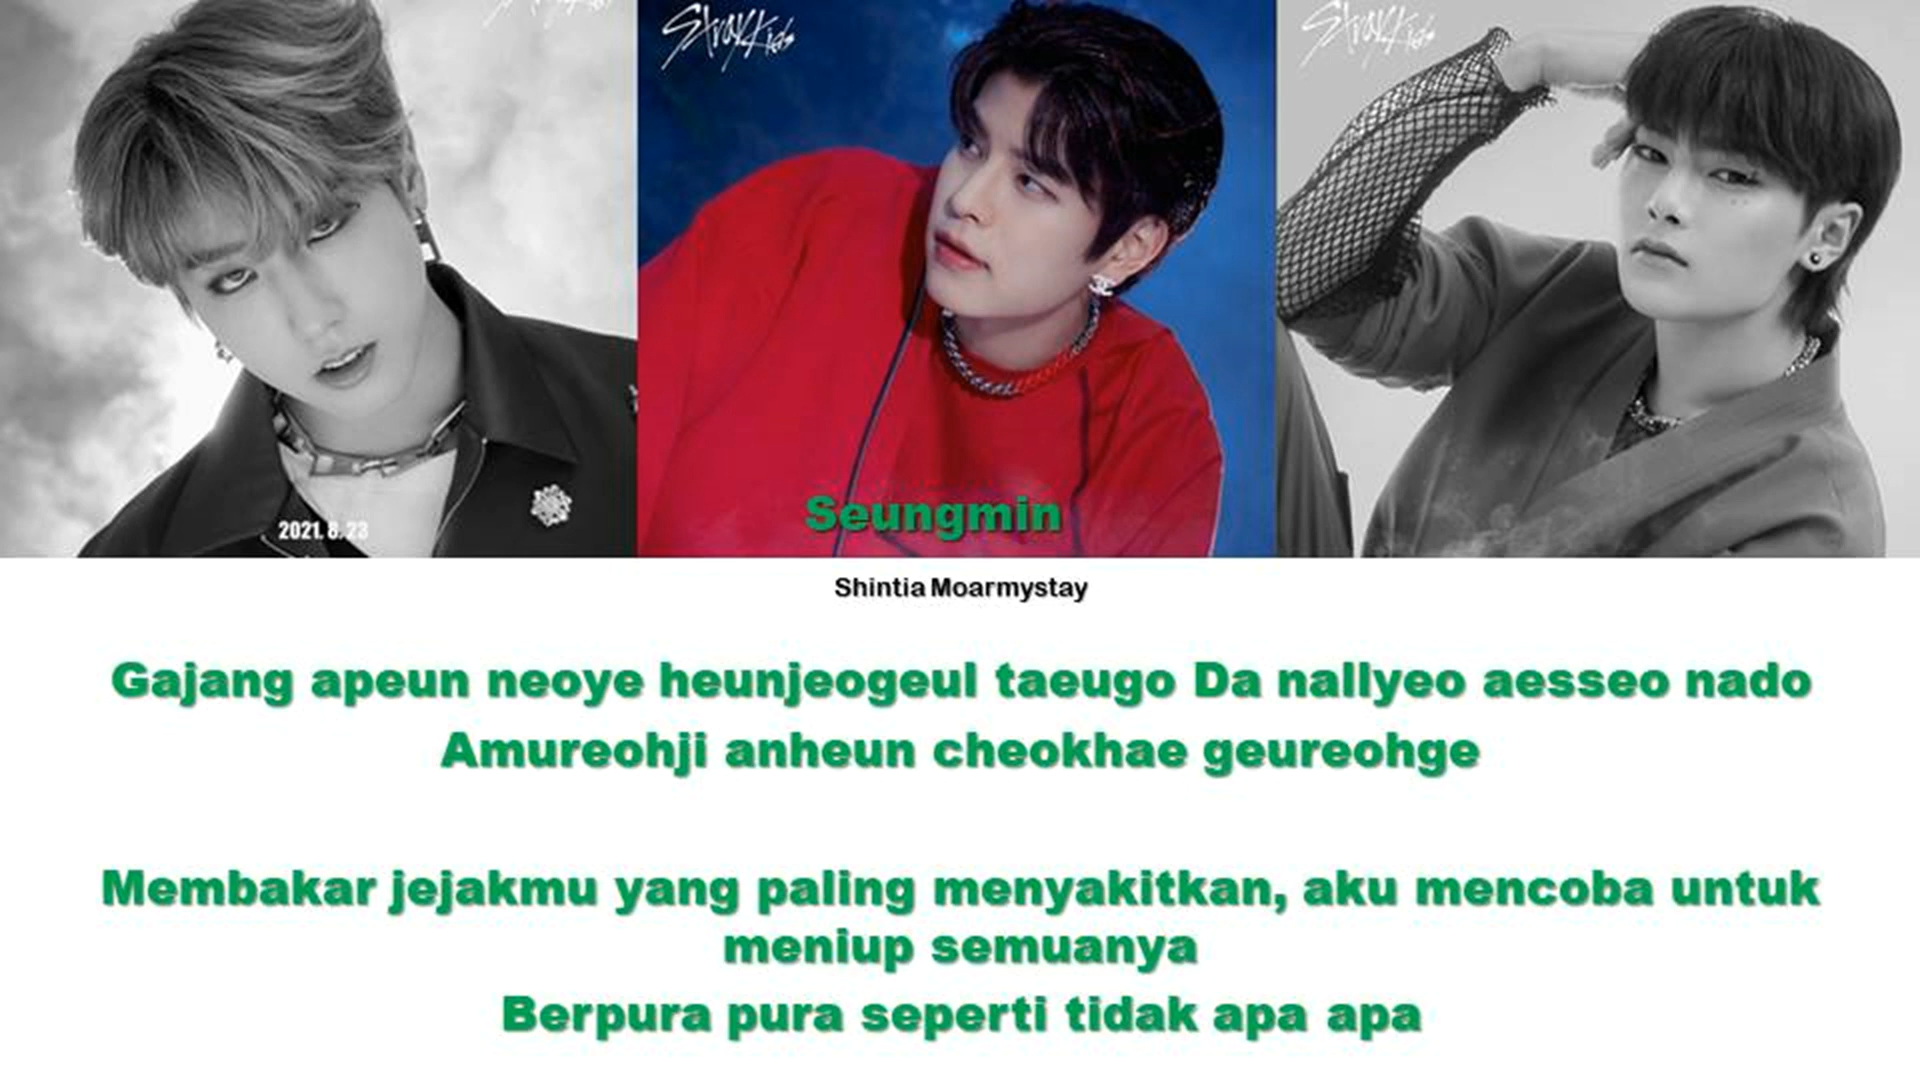 Stray Kids
Stray Kids
2021.8.23
Seungmin
Shintia Moarmystay
Gajang apeun neoye heunjeogeul taeugo Da nallyeo aesseo nado
Amureohji anheun cheokhae geureohge
Membakar jejakmu yang paling menyakitkan, aku mencoba untuk
meniup semuanya
Berpura pura seperti tidak apa apa